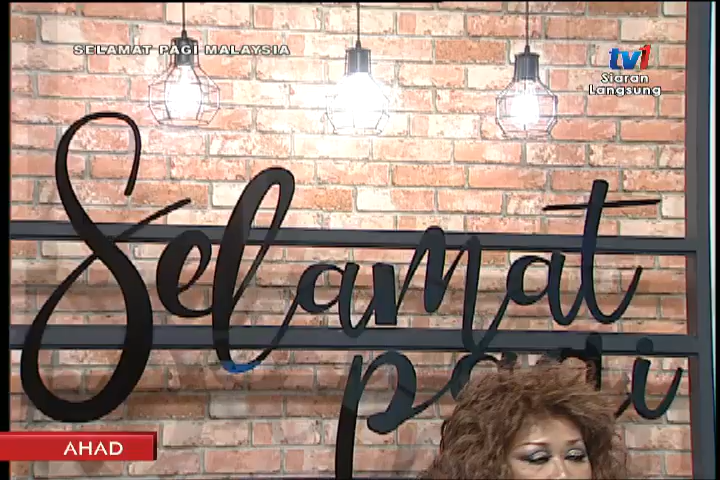 SELAMAT PAGI MALAYSIA
tv1
Siaran
Langsung
Selamat
pagi
AHAD